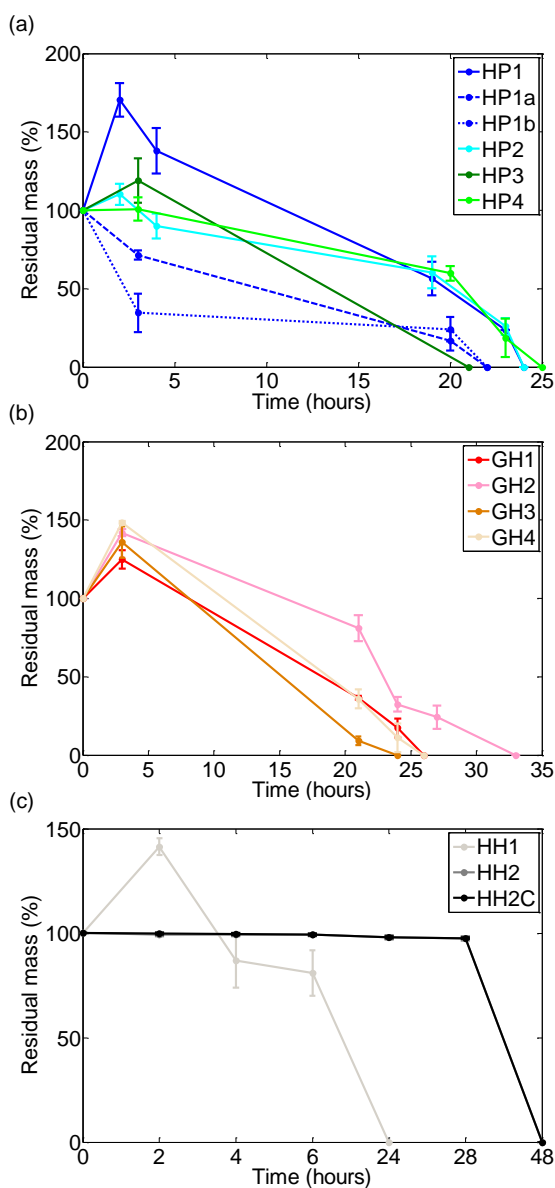 (a)
200
150
100
50
0
Residual mass (%)
HP1
HP1a
HP1b
HP2
HP3
HP4
0 5 10 15 20 25
Time (hours)
(b)
200
150
100
50
0
Residual mass (%)
GH1
GH2
GH3
GH4
0 5 10 15 20 25 30 35
Time (hours)
(c)
150
100
50
0
Residual mass (%)
HH1
HH2
HH2C
0 2 4 6 24 28 48
Time (hours)